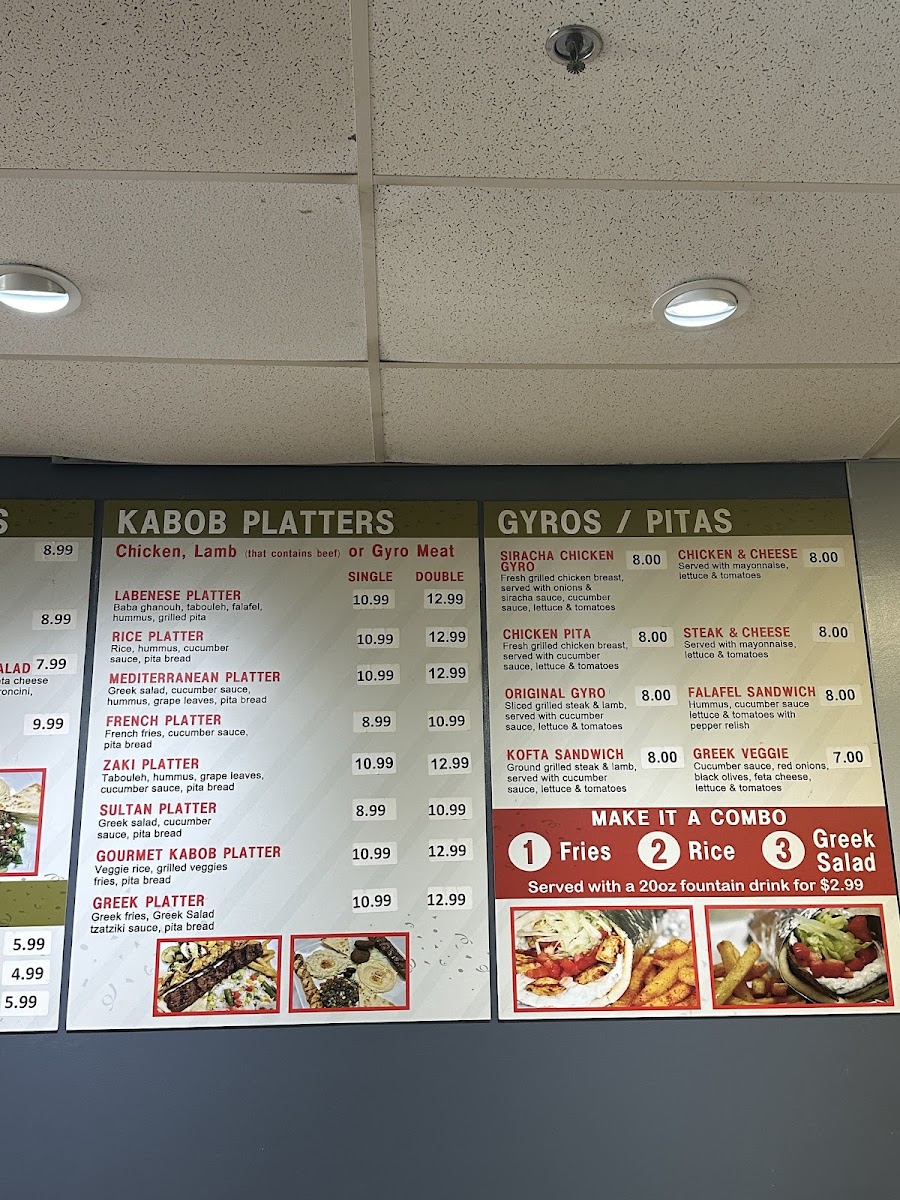 S
8.99
8.99
ALAD 7.99
eta cheese
roncini,
9.99
5.99
4.99
5.99
KABOB PLATTERS
Chicken, Lamb (that contains beef) or Gyro Meat
SINGLE DOUBLE
LABENESE PLATTER 10.99 12.99
Baba ghanouh, tabouleh, falafel,
hummus, grilled pita
RICE PLATTER 10.99 12.99
Rice, hummus, cucumber
sauce, pita bread
MEDITERRANEAN PLATTER 10.99 12.99
Greek salad, cucumber sauce,
hummus, grape leaves, pita bread
FRENCH PLATTER 8.99 10.99
French fries, cucumber sauce,
pita bread
ZAKI PLATTER 10.99 12.99
Tabouleh, hummus, grape leaves,
cucumber sauce, pita bread
SULTAN PLATTER 8.99 10.99
Greek salad, cucumber
sauce, pita bread
GOURMET KABOB PLATTER 10.99 12.99
Veggie rice, grilled veggies
fries, pita bread
GREEK PLATTER 10.99 12.99
Greek fries, Greek Salad
tzatziki sauce, pita bread
GYROS / PITAS
SIRACHA CHICKEN
GYRO 8.00
Fresh grilled chicken breast,
served with onions &
siracha sauce, cucumber
sauce, lettuce & tomatoes
CHICKEN PITA 8.00
Fresh grilled chicken breast,
served with cucumber
sauce, lettuce & tomatoes
ORIGINAL GYRO 8.00
Sliced grilled steak & lamb,
served with cucumber
sauce, lettuce & tomatoes
KOFTA SANDWICH 8.00
Ground grilled steak & lamb,
served with cucumber
sauce, lettuce & tomatoes
CHICKEN & CHEESE 8.00
Served with mayonnaise,
lettuce & tomatoes
STEAK & CHEESE 8.00
Served with mayonnaise,
lettuce & tomatoes
FALAFEL SANDWICH 8.00
Hummus, cucumber sauce
lettuce & tomatoes with
pepper relish
GREEK VEGGIE 7.00
Cucumber sauce, red onions,
black olives, feta cheese,
lettuce & tomatoes
MAKE IT A COMBO
1 Fries 2 Rice 3 Greek
Salad
Served with a 20oz fountain drink for $2.99